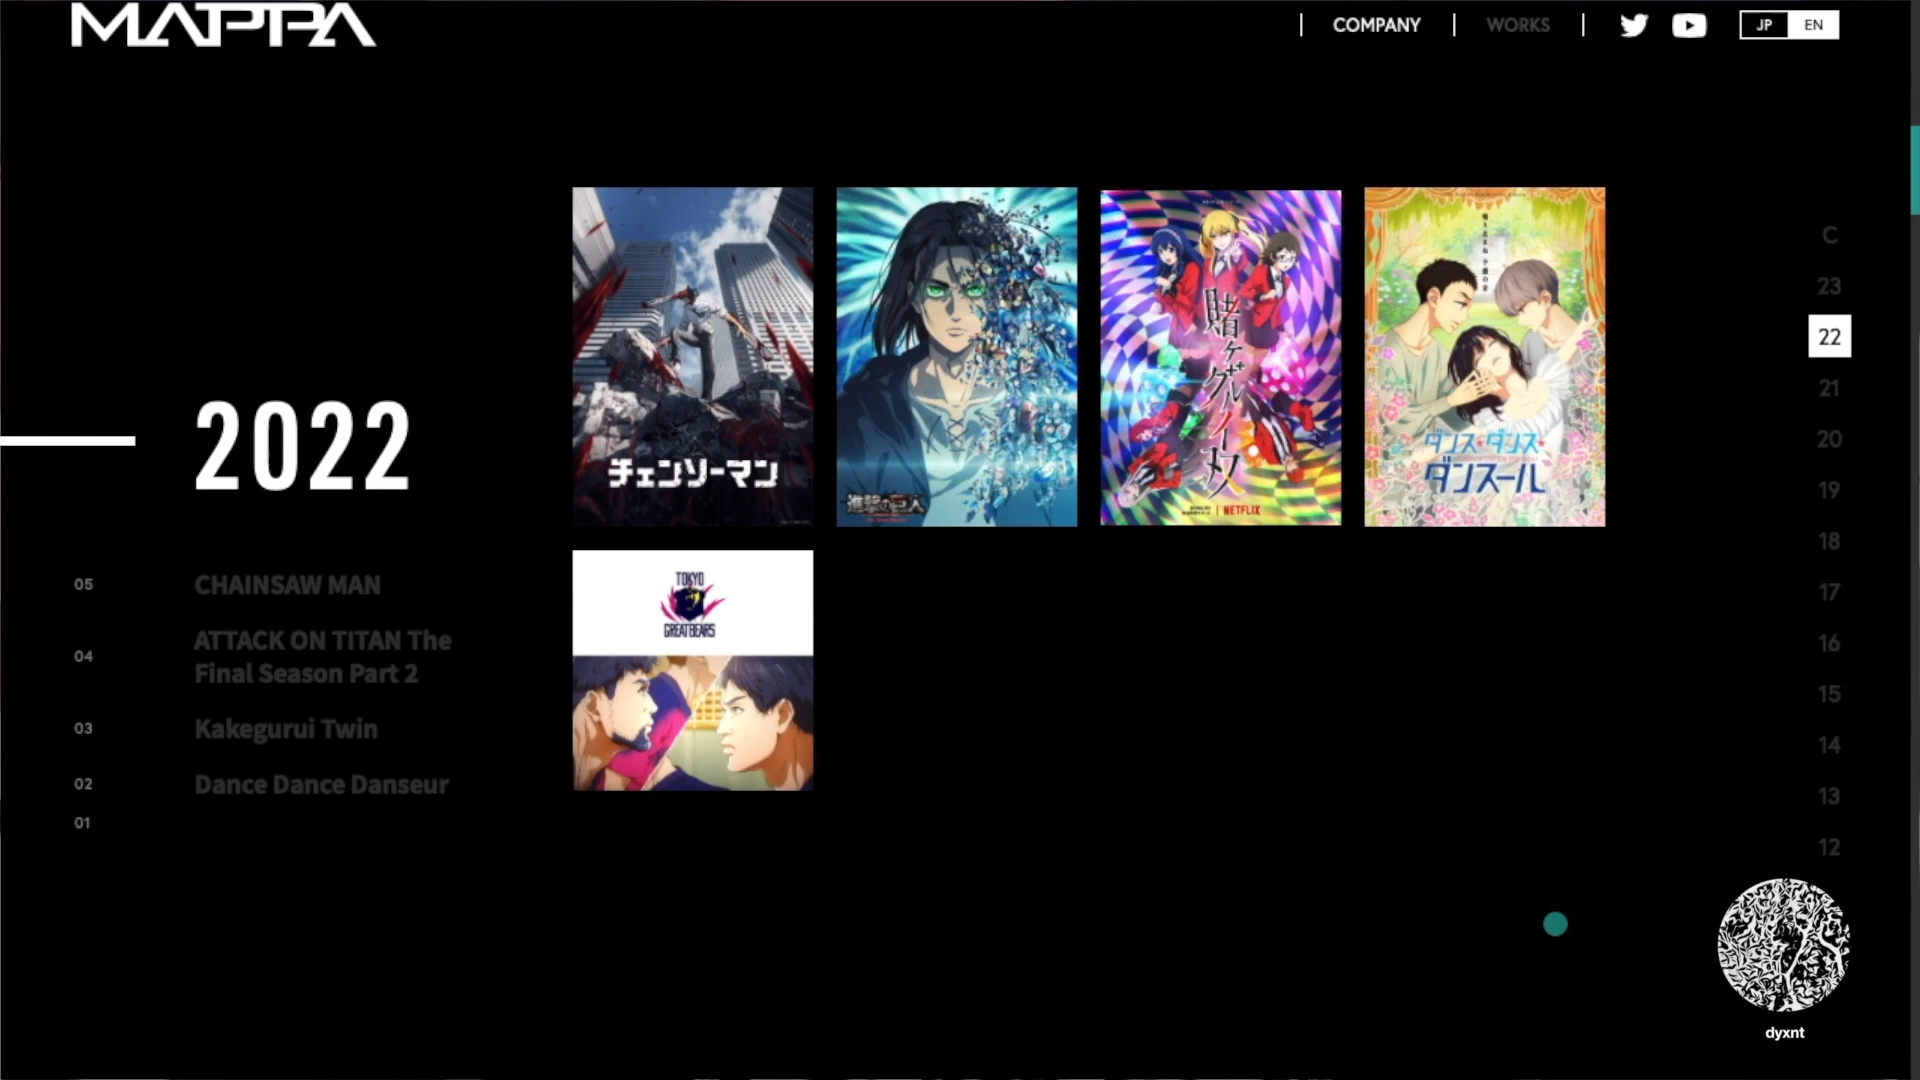 MAPPA
COMPANY
WORKS
JP
EN
2022
05
CHAINSAW MAN
04
ATTACK ON TITAN The
Final Season Part 2
03
Kakegurui Twin
02
Dance Dance Danseur
01
チェンソーマン
進撃の巨人
賭ケグルイ双
NETFLIX
ダンス・ダンス・
ダンスール
TOKYO
GREATBEARS
C
23
22
21
20
19
18
17
16
15
14
13
12
dyxnt